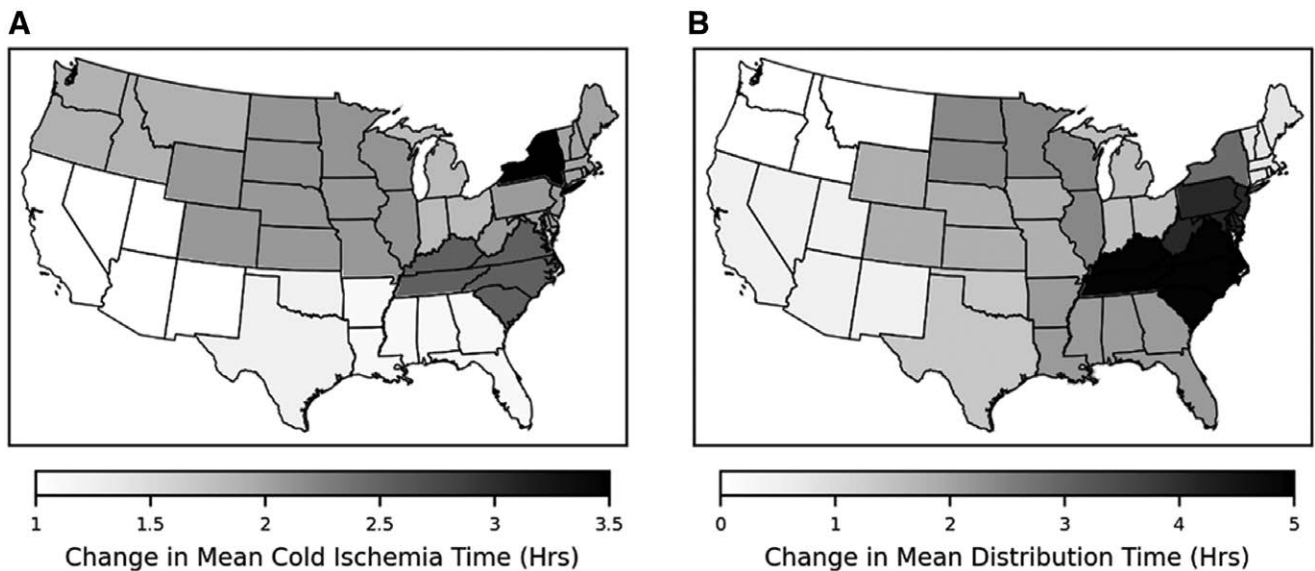 A
B
1 1.5 2 2.5 3 3.5
Change in Mean Cold Ischemia Time (Hrs)
0 1 2 3 4 5
Change in Mean Distribution Time (Hrs)